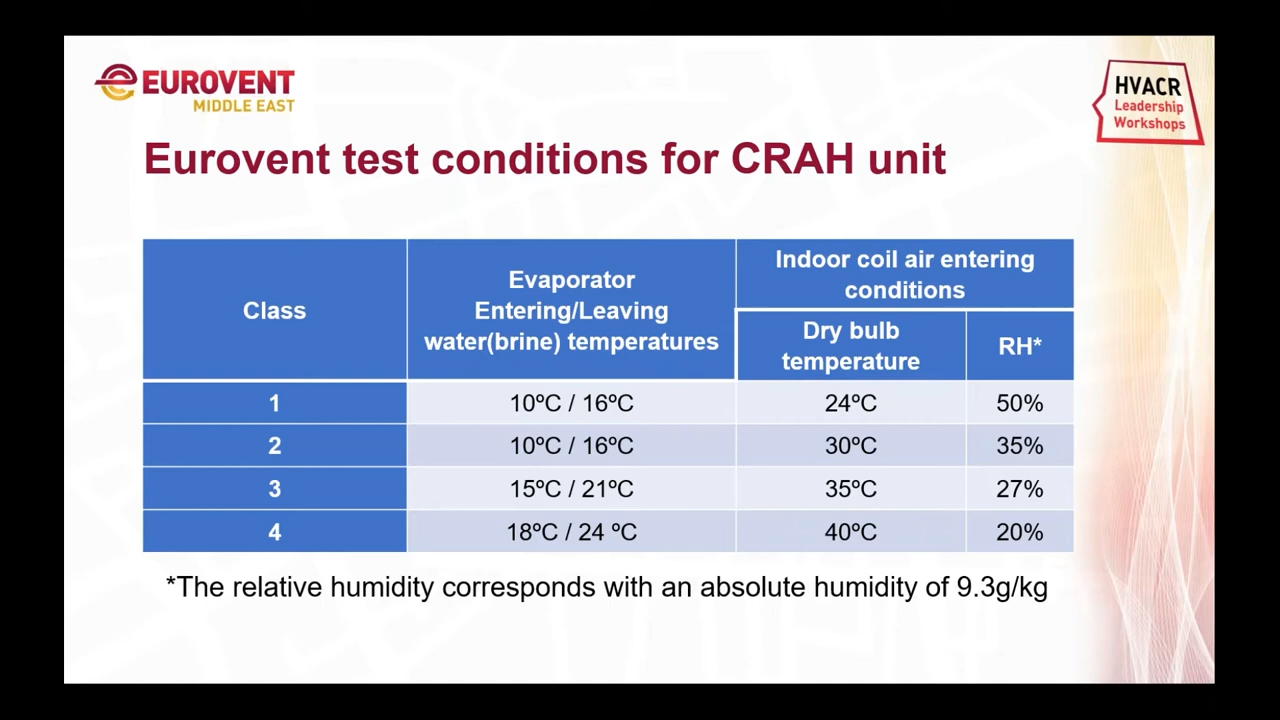 EUROVENT
MIDDLE EAST
HVACR
Leadership
Workshops
Eurovent test conditions for CRAH unit
Class
Evaporator
Entering/Leaving
water(brine) temperatures
Indoor coil air entering
conditions
Dry bulb
temperature
RH*
1 10ºC / 16ºC 24ºC 50%
2 10ºC / 16ºC 30ºC 35%
3 15ºC / 21ºC 35ºC 27%
4 18ºC / 24 ºC 40ºC 20%
*The relative humidity corresponds with an absolute humidity of 9.3g/kg